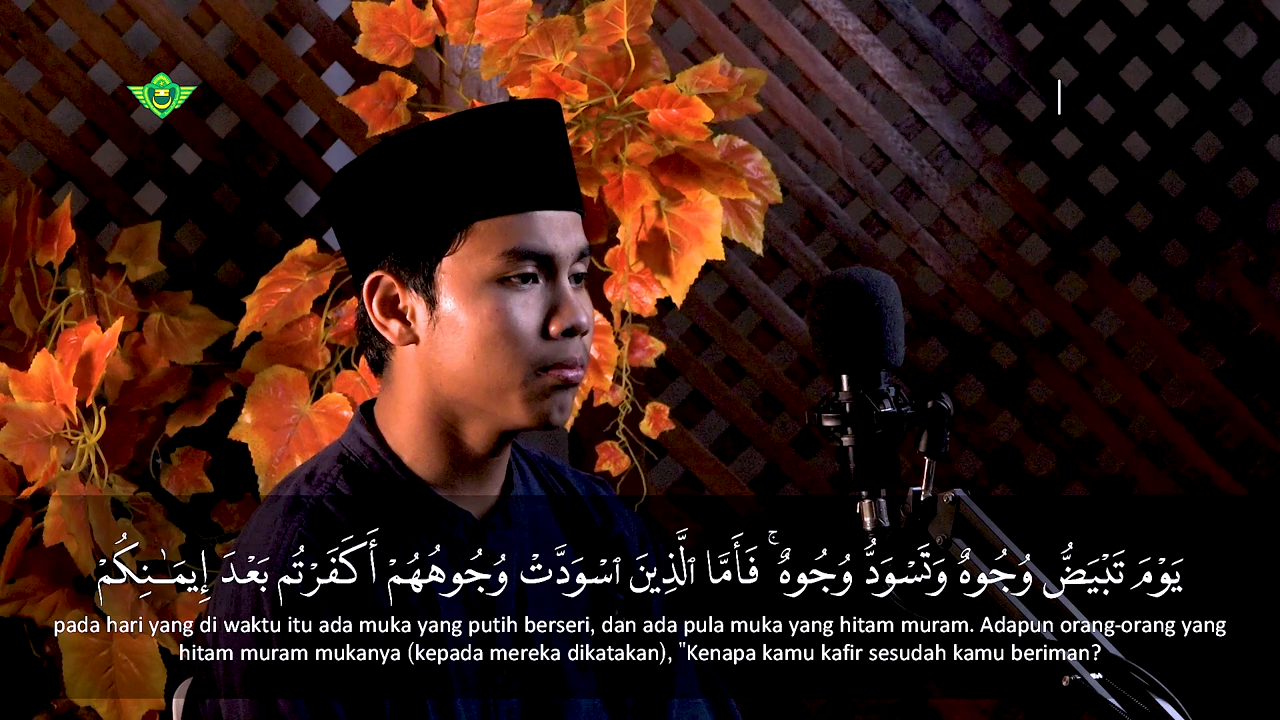 يَوْمَ تَبْيَضُّ وُجُوهٌ وَتَسْوَدُّ وُجُوهٌ ۚ فَأَمَّا ٱلَّذِينَ ٱسْوَدَّتْ وُجُوهُهُمْ أَكَفَرْتُم بَعْدَ إِيمَـٰنِكُمْ
pada hari yang di waktu itu ada muka yang putih berseri, dan ada pula muka yang hitam muram. Adapun orang-orang yang
hitam muram mukanya (kepada mereka dikatakan), "Kenapa kamu kafir sesudah kamu beriman?